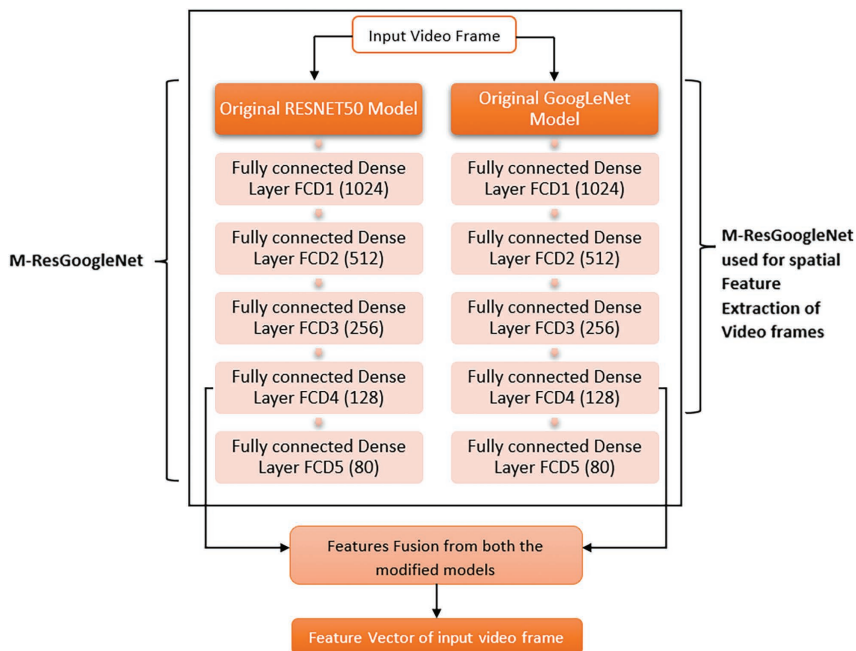 Input Video Frame
Original RESNET50 Model
Original GoogLeNet
Model
Fully connected Dense
Layer FCD1 (1024)
Fully connected Dense
Layer FCD1 (1024)
Fully connected Dense
Layer FCD2 (512)
Fully connected Dense
Layer FCD2 (512)
M-ResGoogleNet
M-ResGoogleNet
used for spatial
Feature
Extraction of
Video frames
Fully connected Dense
Layer FCD3 (256)
Fully connected Dense
Layer FCD3 (256)
Fully connected Dense
Layer FCD4 (128)
Fully connected Dense
Layer FCD4 (128)
Fully connected Dense
Layer FCD5 (80)
Fully connected Dense
Layer FCD5 (80)
Features Fusion from both the
modified models
Feature Vector of input video frame